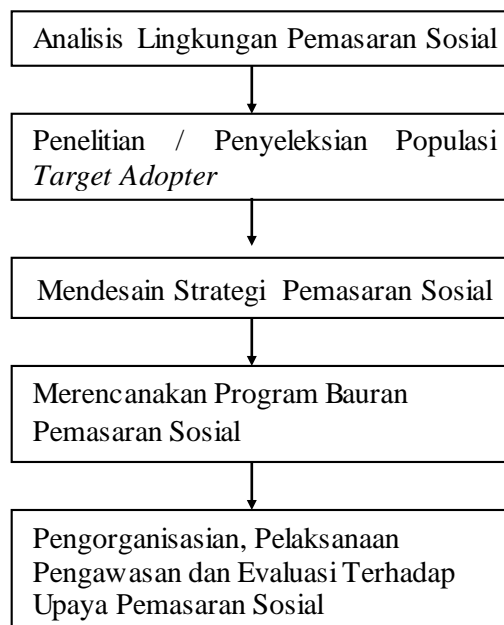 Analisis Lingkungan Pemasaran Sosial
Penelitian / Penyeleksian Populasi
Target Adopter
Mendesain Strategi Pemasaran Sosial
Merencanakan Program Bauran
Pemasaran Sosial
Pengorganisasian, Pelaksanaan
Pengawasan dan Evaluasi Terhadap
Upaya Pemasaran Sosial